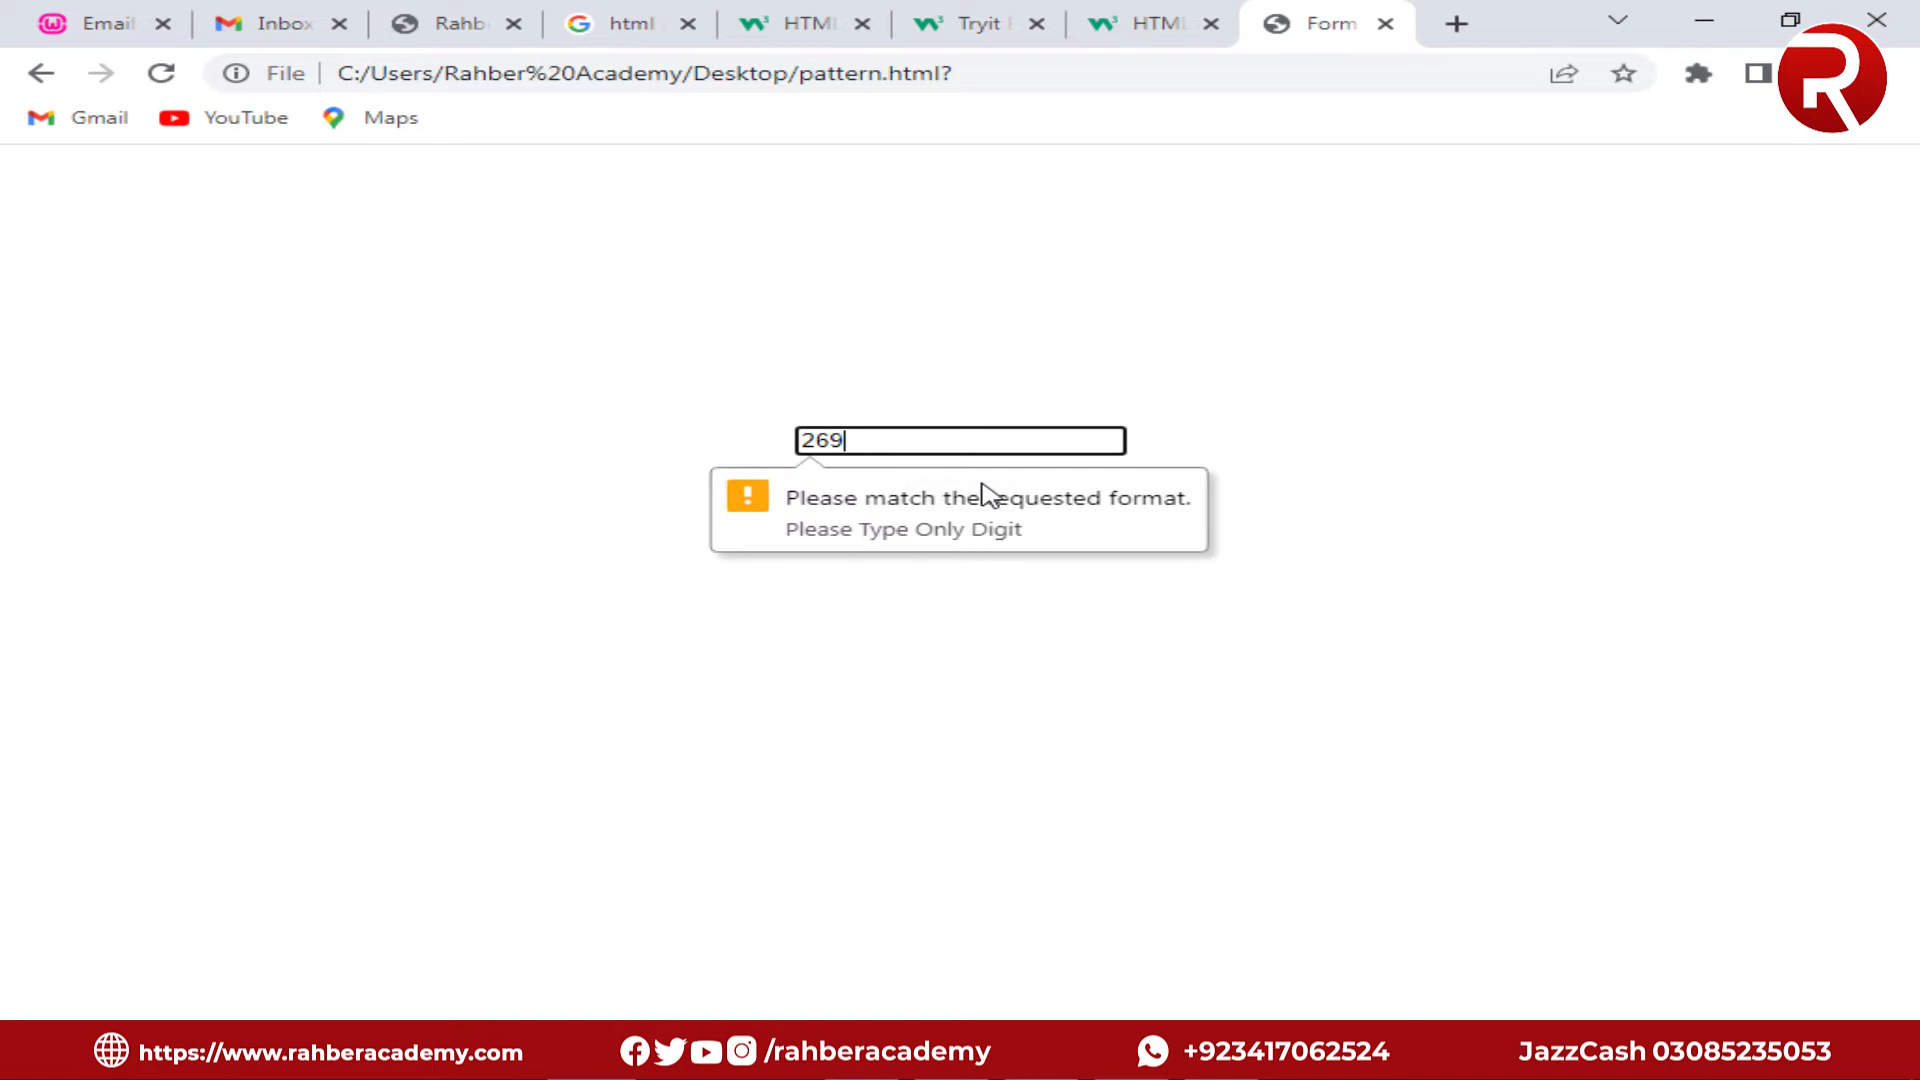 Email
Inbox
Rahb
html
HTML
Tryit
HTML
Form
File
C:/Users/Rahber%20Academy/Desktop/pattern.html?
Gmail
YouTube
Maps
R
269
Please match the requested format.
Please Type Only Digit
https://www.rahberacademy.com
/rahberacademy
+923417062524
JazzCash 03085235053